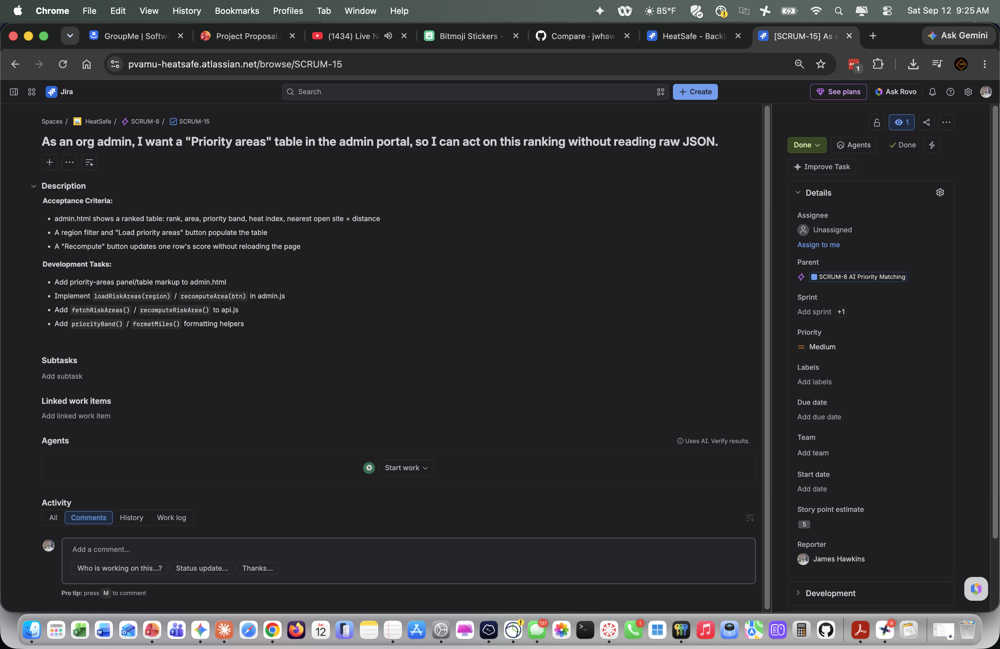 Chrome File Edit View History Bookmarks Profiles Tab Window Help 85°F Sat Sep 12 9:25 AM
GroupMe | Softwa
Project Proposal.
(1434) Live N
Bitmoji Stickers
Compare · jwhaw
HeatSafe - Backl
[SCRUM-15] As a
Ask Gemini
pvamu-heatsafe.atlassian.net/browse/SCRUM-15
1
Jira
Search
+ Create
See plans
Ask Rovo
Spaces / HeatSafe / SCRUM-8 / SCRUM-15
As an org admin, I want a "Priority areas" table in the admin portal, so I can act on this ranking without reading raw JSON.
Description
Acceptance Criteria:
• admin.html shows a ranked table: rank, area, priority band, heat index, nearest open site + distance
• A region filter and "Load priority areas" button populate the table
• A "Recompute" button updates one row's score without reloading the page
Development Tasks:
• Add priority-areas panel/table markup to admin.html
• Implement loadRiskAreas(region) / recomputeArea(btn) in admin.js
• Add fetchRiskAreas() / recomputeRiskArea() to api.js
• Add priorityBand() / formatMiles() formatting helpers
Subtasks
Add subtask
Linked work items
Add linked work item
Agents
Uses AI. Verify results.
Start work
Activity
All Comments History Work log
Add a comment...
Who is working on this...? Status update... Thanks...
Pro tip: press M to comment
1
Done
Agents
Done
Improve Task
Details
Assignee
Unassigned
Assign to me
Parent
SCRUM-8 AI Priority Matching
Sprint
Add sprint +1
Priority
Medium
Labels
Add labels
Due date
Add due date
Team
Add team
Start date
Add date
Story point estimate
5
Reporter
James Hawkins
Development
Sat
12
137
1
9